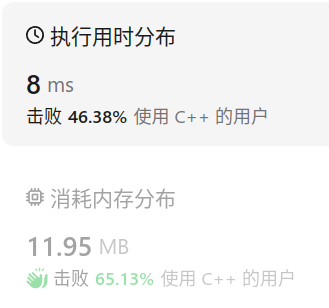 执行用时分布
8 ms
击败 46.38% 使用 C++ 的用户
消耗内存分布
11.95 MB
击败 65.13% 使用 C++ 的用户